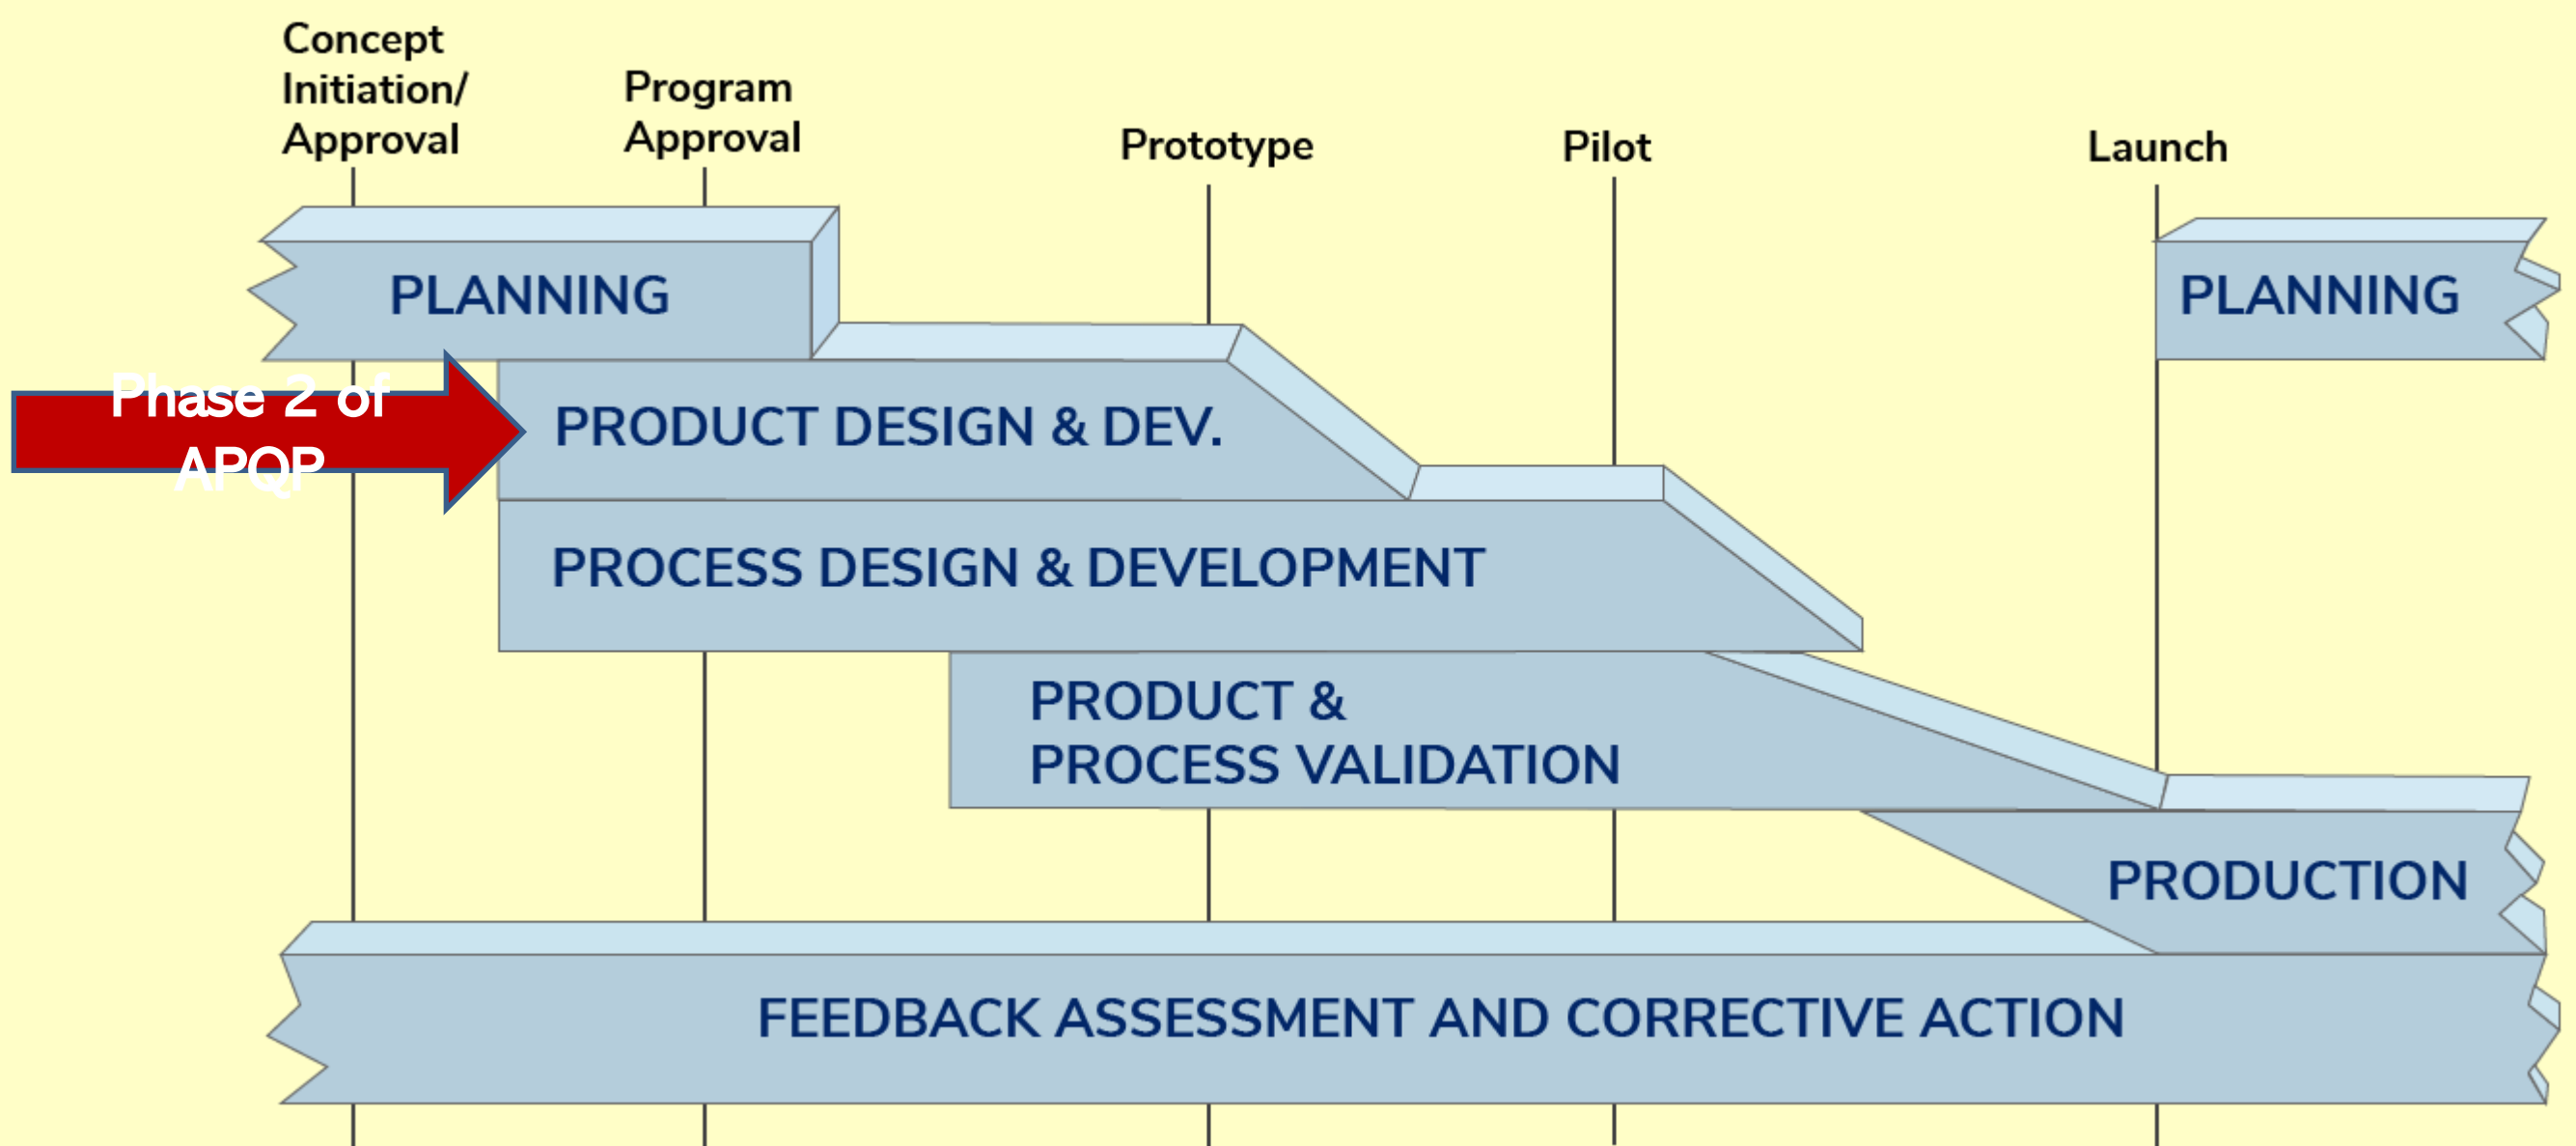 Concept
Initiation/
Approval
Program
Approval
Prototype
Pilot
Launch
PLANNING
PLANNING
Phase 2 of
APQP
PRODUCT DESIGN & DEV.
PROCESS DESIGN & DEVELOPMENT
PRODUCT &
PROCESS VALIDATION
PRODUCTION
FEEDBACK ASSESSMENT AND CORRECTIVE ACTION